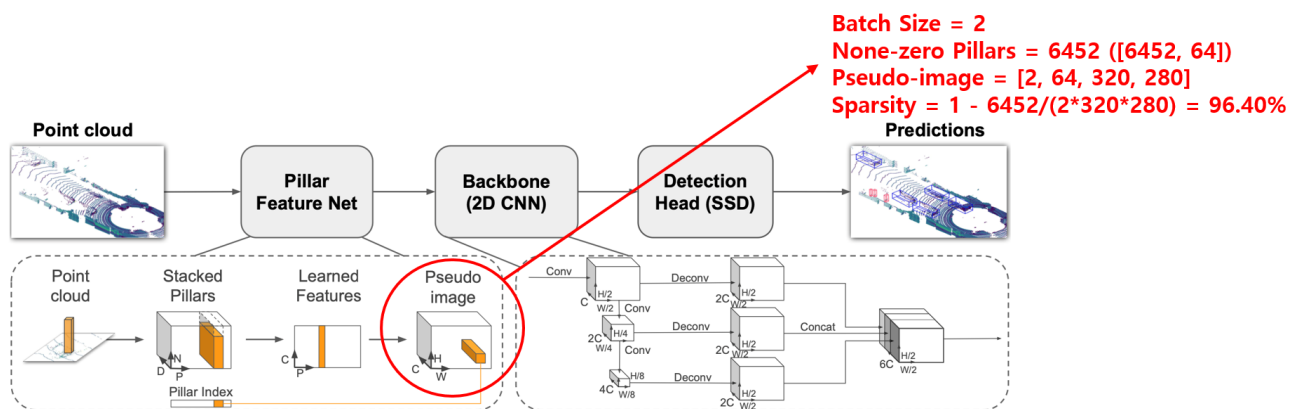 Batch Size = 2
None-zero Pillars = 6452 ([6452, 64])
Pseudo-image = [2, 64, 320, 280]
Sparsity = 1 - 6452/(2*320*280) = 96.40%
Point cloud
Predictions
Pillar
Feature Net
Backbone
(2D CNN)
Detection
Head (SSD)
Point
cloud
Stacked
Pillars
Learned
Features
Pseudo
image
N
D
P
C
P
H
C
W
Pillar Index
Conv
H/2
C
W/2
Conv
H/4
2C
W/4
Conv
H/8
4C
W/8
Deconv
H/2
2C
W/2
Deconv
H/2
2C
W/2
Deconv
H/2
2C
W/2
Concat
H/2
6C
W/2